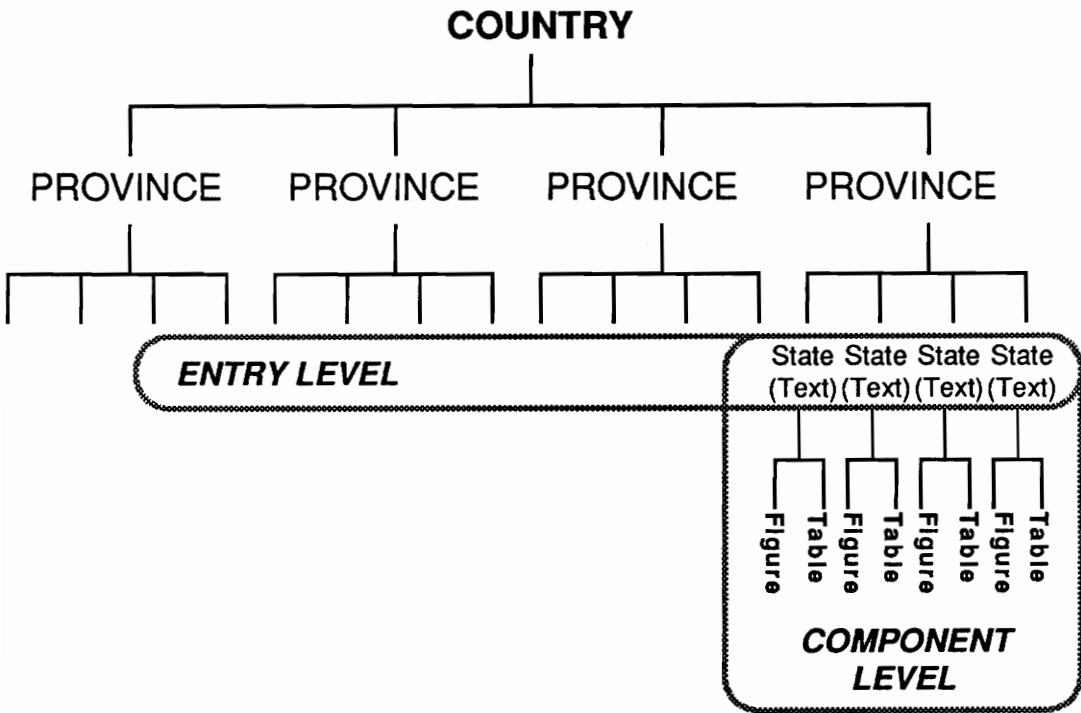 COUNTRY
PROVINCE PROVINCE PROVINCE PROVINCE
ENTRY LEVEL
State State State State
(Text) (Text) (Text) (Text)
Figure Table Figure Table Figure Table Figure Table
COMPONENT
LEVEL